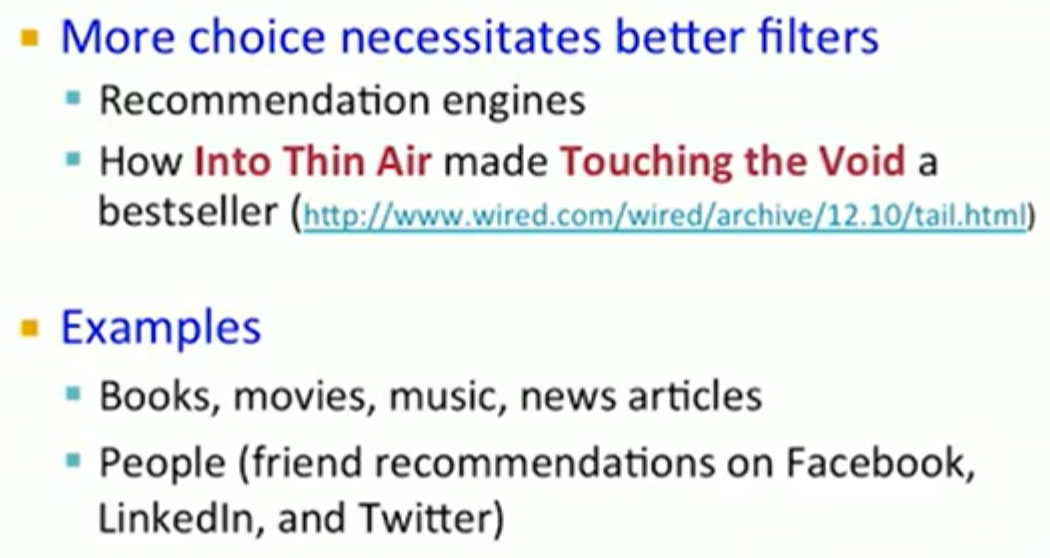 More choice necessitates better filters
Recommendation engines
How Into Thin Air made Touching the Void a
bestseller (http://www.wired.com/wired/archive/12.10/tail.html)
Examples
Books, movies, music, news articles
People (friend recommendations on Facebook,
LinkedIn, and Twitter)